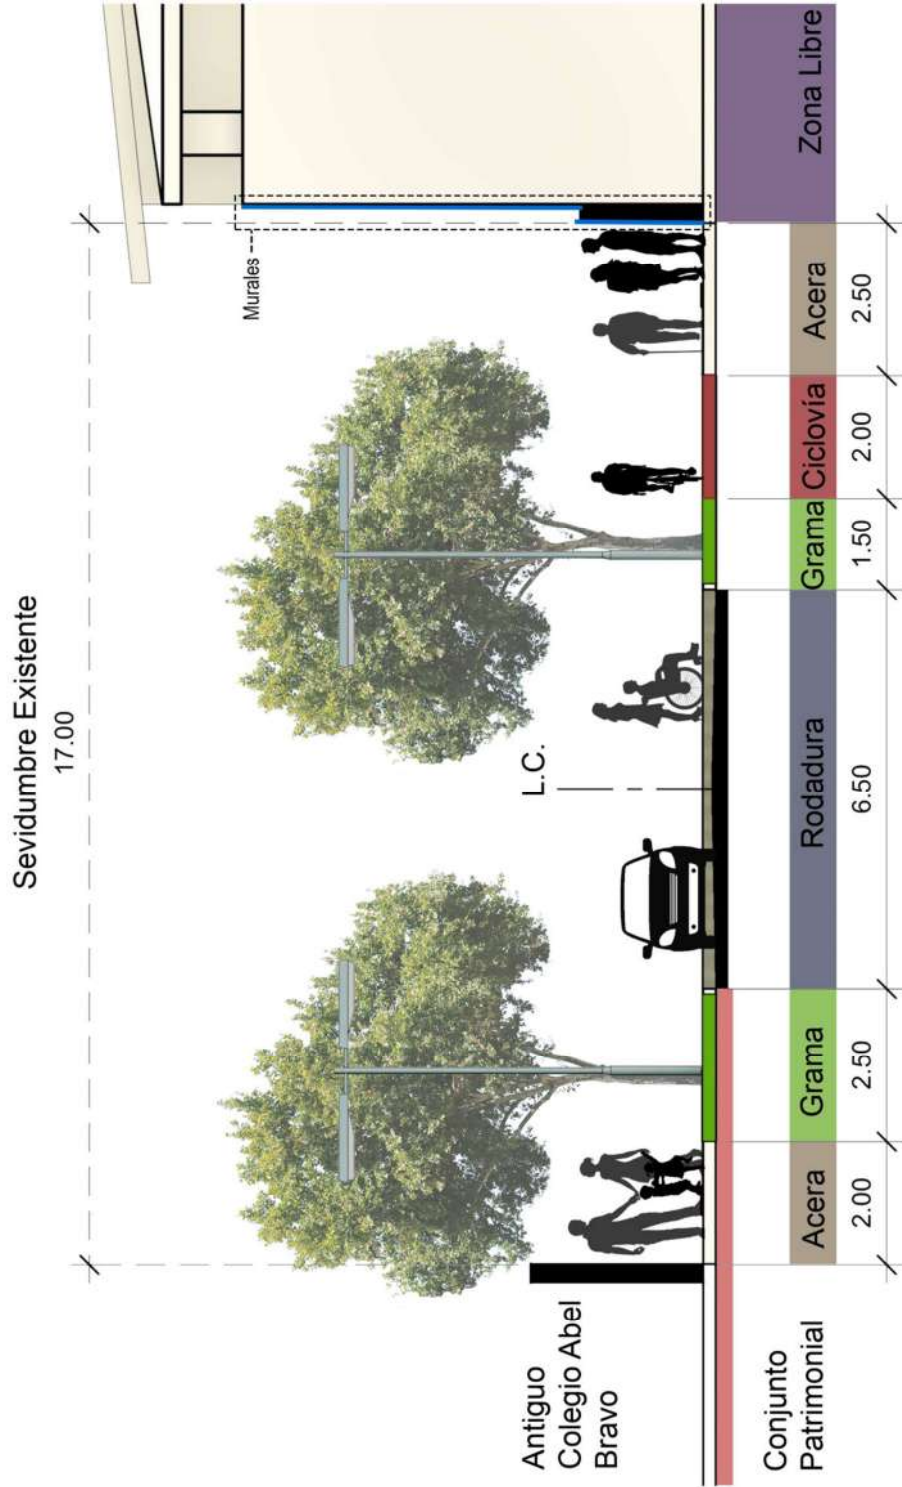 Sevidumbre Existente
17.00
Murales
L.C.
Antiguo
Colegio Abel
Bravo
Conjunto
Patrimonial
Acera
Grama
Rodadura
Grama
Ciclovía
Acera
Zona Libre
2.00
2.50
6.50
1.50
2.00
2.50